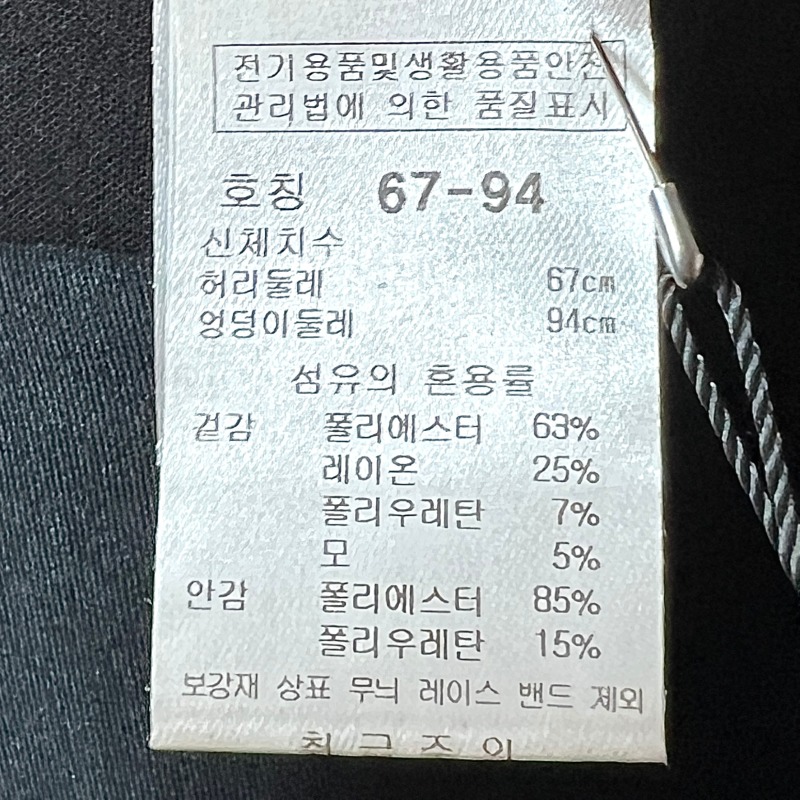 전기용품및생활용품안전
관리법에 의한 품질표시
호칭 67-94
신체치수
허리둘레 67cm
엉덩이둘레 94cm
섬유의 혼용률
겉감 폴리에스터 63%
레이온 25%
폴리우레탄 7%
모 5%
안감 폴리에스터 85%
폴리우레탄 15%
보강재 상표 무늬 레이스 밴드 제외